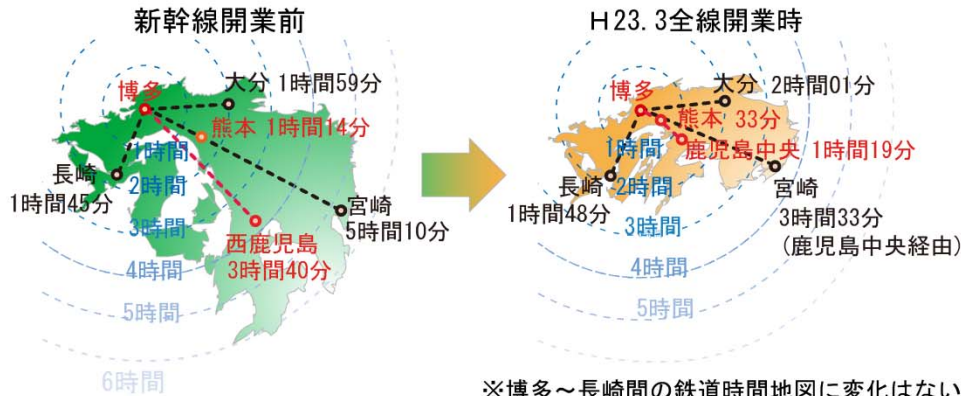 新幹線開業前
博多
大分 1時間59分
熊本 1時間14分
1時間
長崎
1時間45分
2時間
3時間
宮崎
5時間10分
西鹿児島
3時間40分
4時間
5時間
6時間
H23.3全線開業時
博多
大分
2時間01分
熊本 33分
1時間
鹿児島中央 1時間19分
長崎
1時間48分
2時間
宮崎
3時間33分
(鹿児島中央経由)
3時間
4時間
5時間
※博多~長崎間の鉄道時間地図に変化はない